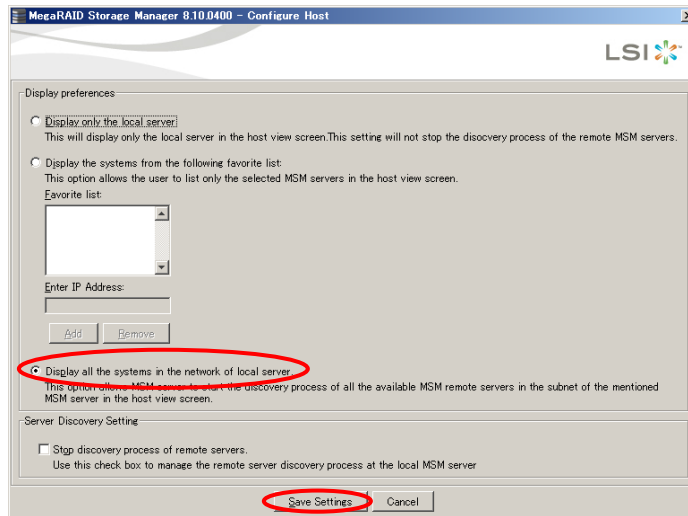 MegaRAID Storage Manager 8.10.0400 - Configure Host
LSI
Display preferences
Display only the local server
This will display only the local server in the host view screen.This setting will not stop the disocvery process of the remote MSM servers.
Display the systems from the following favorite list:
This option allows the user to list only the selected MSM servers in the host view screen.
Favorite list:
Enter IP Address:
Add Remove
Display all the systems in the network of local server.
This option allows MSM server to start the discovery process of all the available MSM remote servers in the subnet of the mentioned
MSM server in the host view screen.
Server Discovery Setting
Stop discovery process of remote servers.
Use this check box to manage the remote server discovery process at the local MSM server
Save Settings Cancel